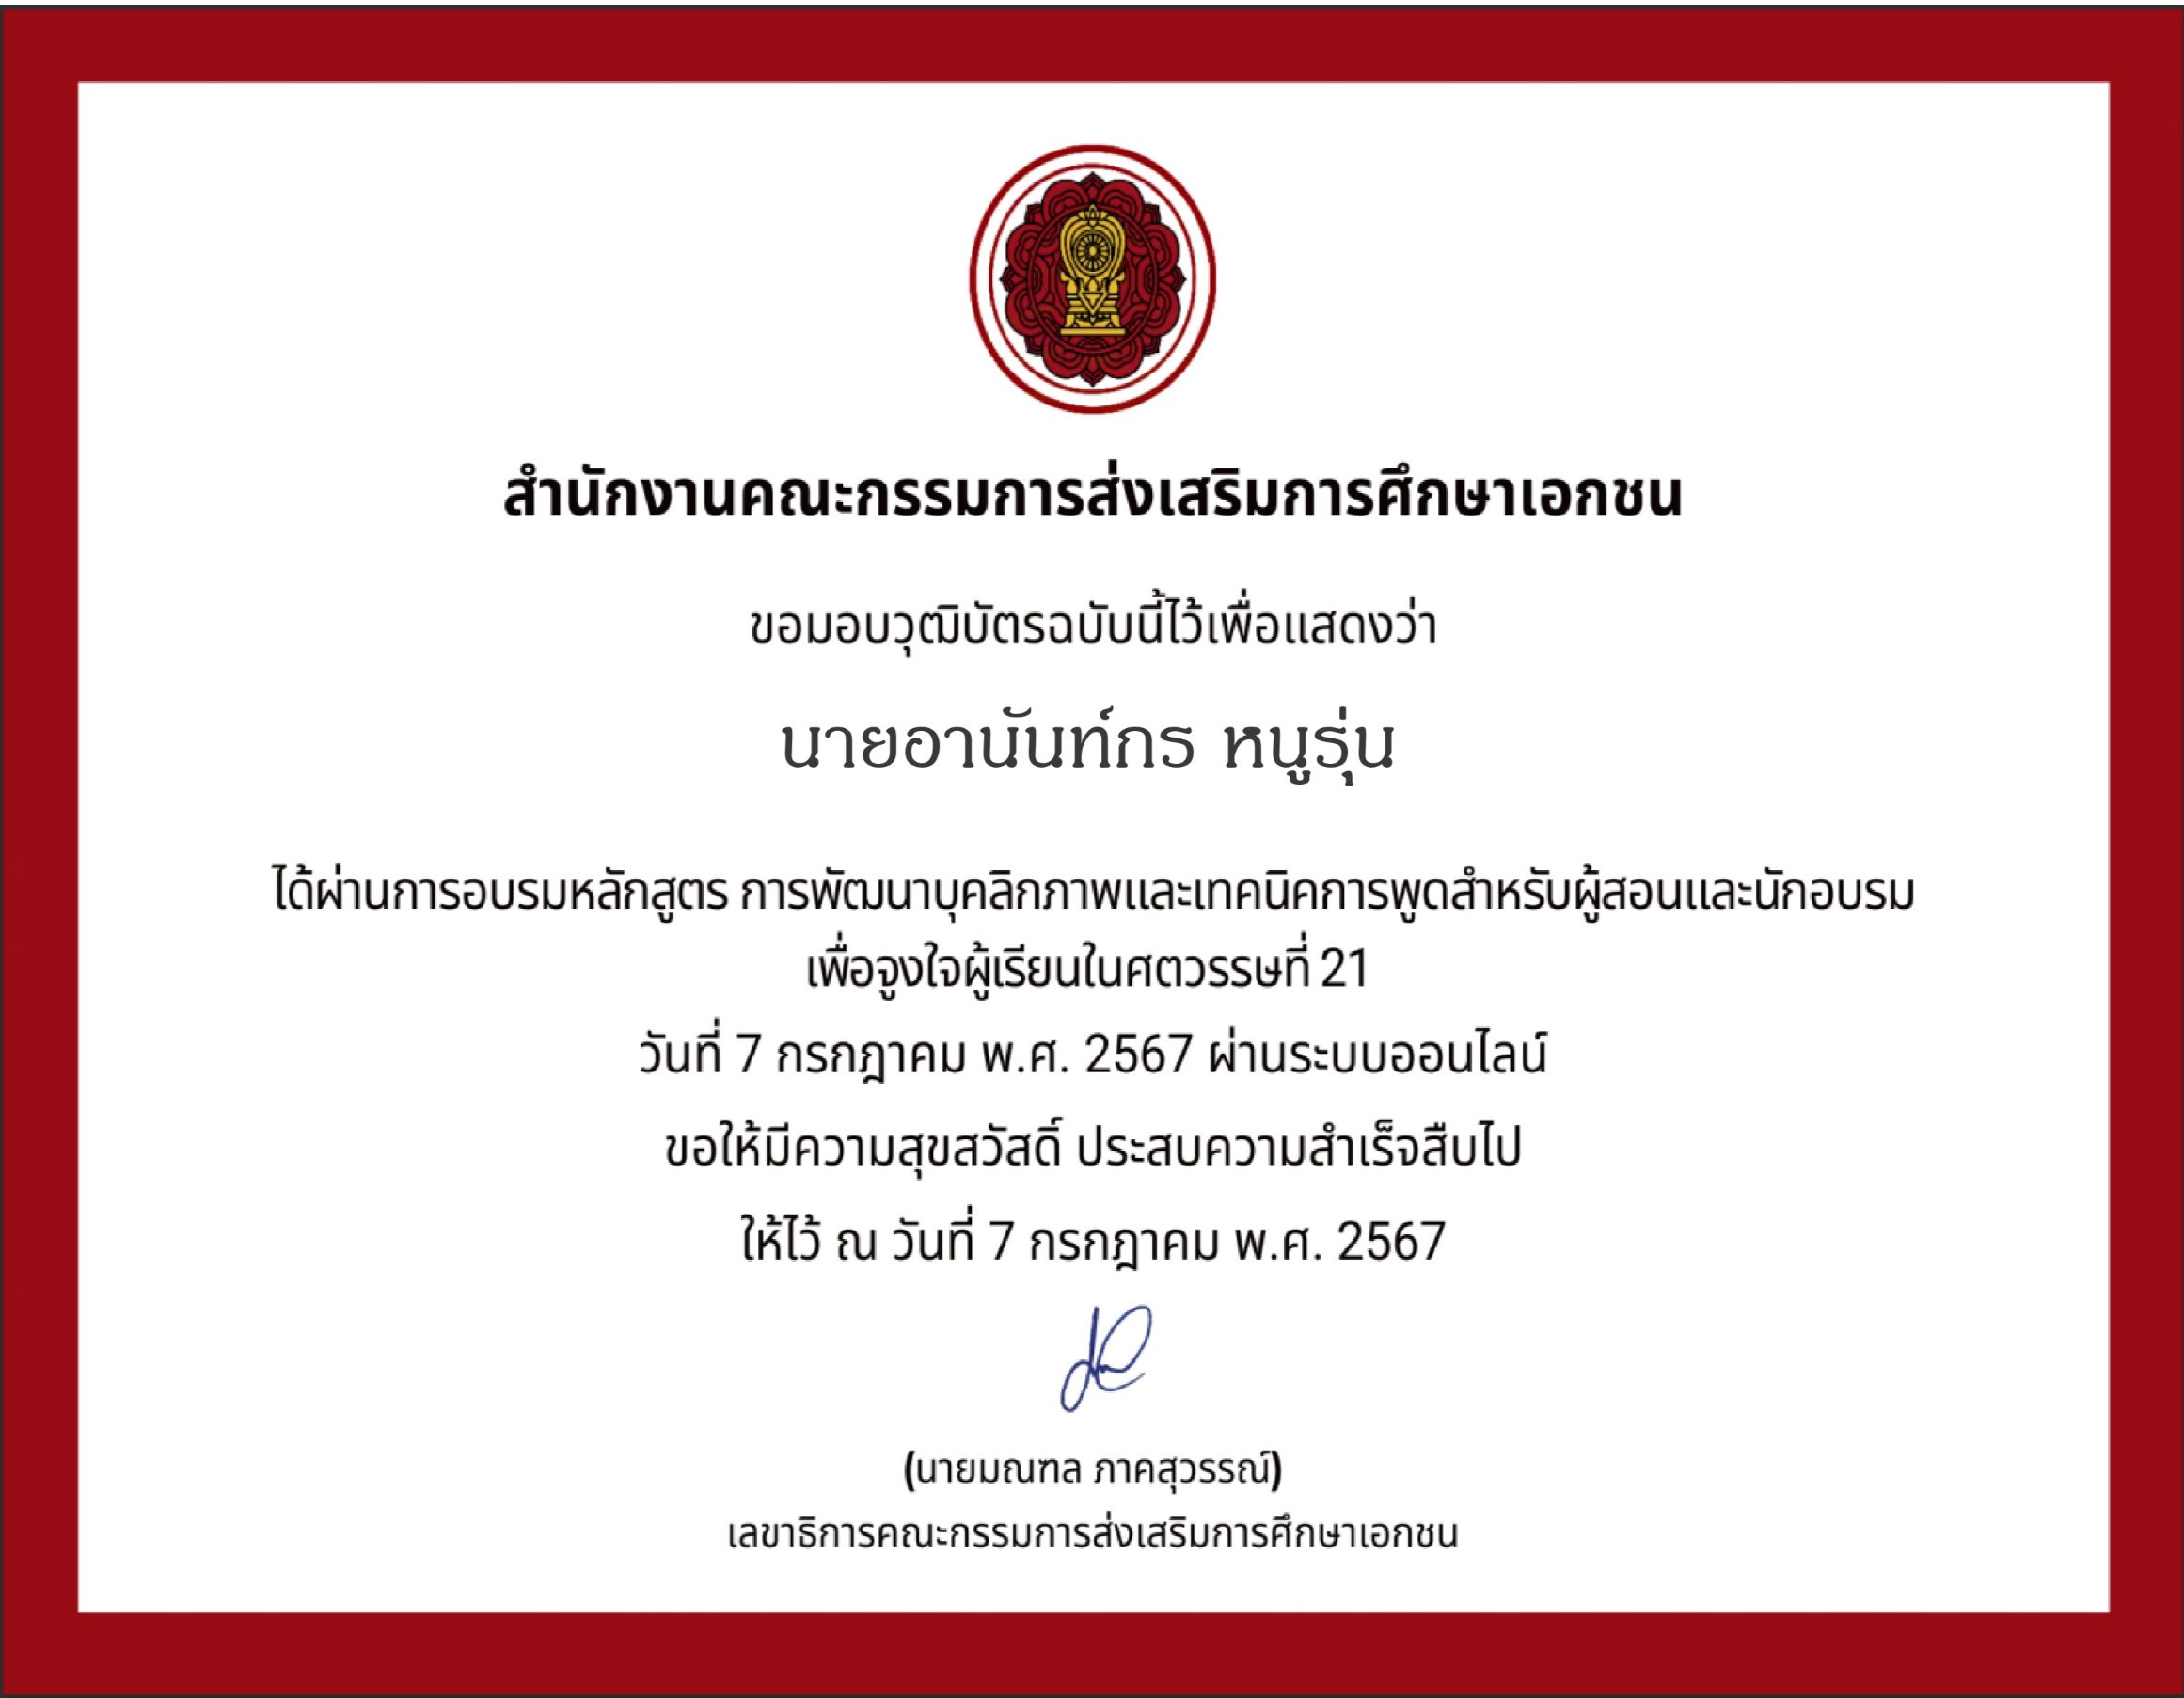 สำนักงานคณะกรรมการส่งเสริมการศึกษาเอกชน
ขอมอบวุฒิบัตรฉบับนี้ไว้เพื่อแสดงว่า
นายอานันท์กร หนูรุ่น
ได้ผ่านการอบรมหลักสูตร การพัฒนาบุคลิกภาพและเทคนิคการพูดสำหรับผู้สอนและนักอบรม
เพื่อจูงใจผู้เรียนในศตวรรษที่ 21
วันที่ 7 กรกฎาคม พ.ศ. 2567 ผ่านระบบออนไลน์
ขอให้มีความสุขสวัสดิ์ ประสบความสำเร็จสืบไป
ให้ไว้ ณ วันที่ 7 กรกฎาคม พ.ศ. 2567
(นายมณฑล ภาคสุวรรณ์)
เลขาธิการคณะกรรมการส่งเสริมการศึกษาเอกชน